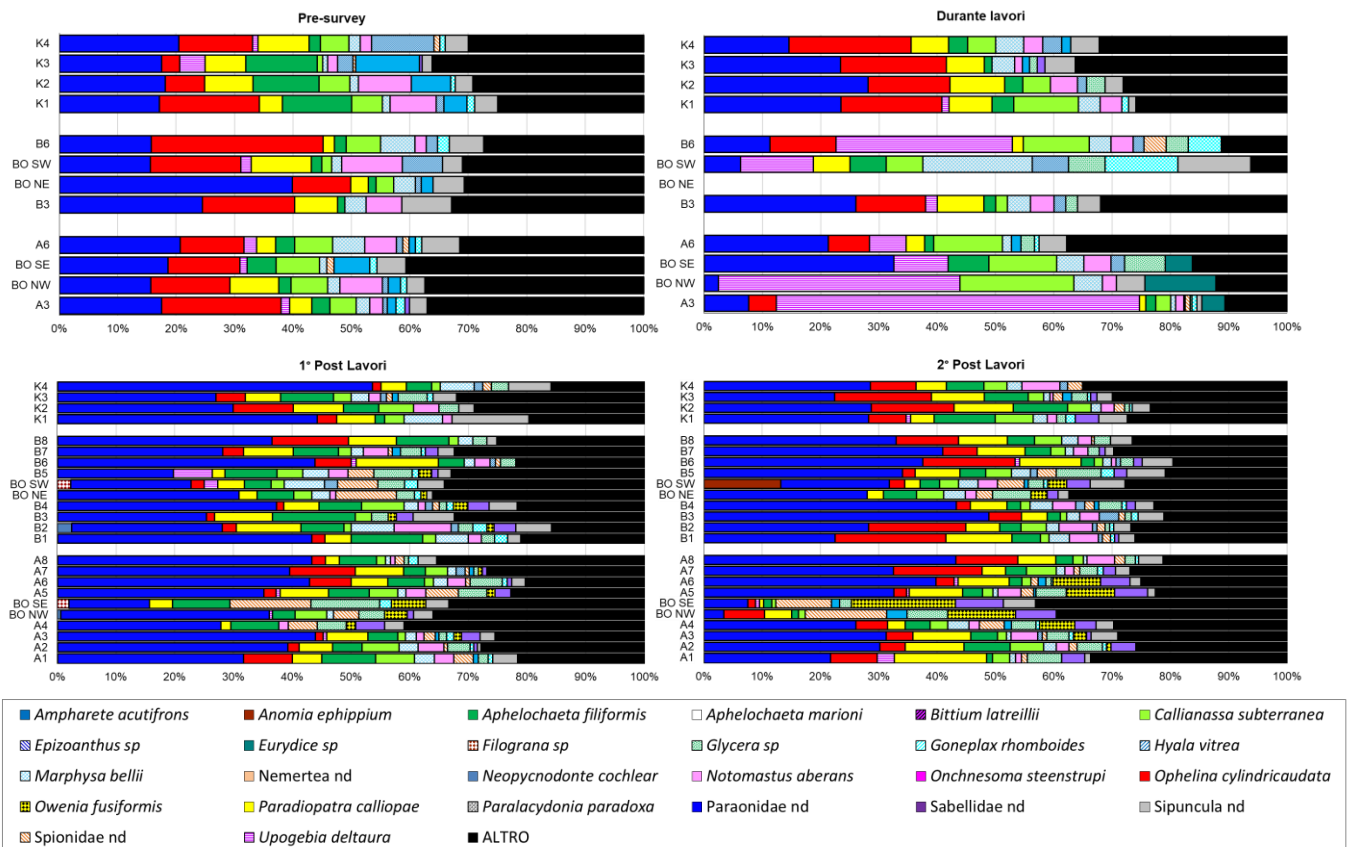 Pre-survey
K4
K3
K2
K1
B6
BO SW
BO NE
B3
A6
BO SE
BO NW
A3
0% 10% 20% 30% 40% 50% 60% 70% 80% 90% 100%
Durante lavori
K4
K3
K2
K1
B6
BO SW
BO NE
B3
A6
BO SE
BO NW
A3
0% 10% 20% 30% 40% 50% 60% 70% 80% 90% 100%
1° Post Lavori
K4
K3
K2
K1
B8
B7
B6
B5
BO SW
BO NE
B4
B3
B2
B1
A8
A7
A6
A5
BO SE
BO NW
A4
A3
A2
A1
0% 10% 20% 30% 40% 50% 60% 70% 80% 90% 100%
2° Post Lavori
K4
K3
K2
K1
B8
B7
B6
B5
BO SW
BO NE
B4
B3
B2
B1
A8
A7
A6
A5
BO SE
BO NW
A4
A3
A2
A1
0% 10% 20% 30% 40% 50% 60% 70% 80% 90% 100%
Ampharete acutifrons Anomia ephippium Aphelochaeta filiformis Aphelochaeta marioni Bittium latreillii Callianassa subterranea
Epizoanthus sp Eurydice sp Filograna sp Glycera sp Goneplax rhomboides Hyala vitrea
Marphysa bellii Nemertea nd Neopycnodonte cochlear Notomastus aberans Onchnesoma steenstrupi Ophelina cylindricaudata
Owenia fusiformis Paradiopatra calliopae Paralacydonia paradoxa Paraonidae nd Sabellidae nd Sipuncula nd
Spionidae nd Upogebia deltaura ALTRO